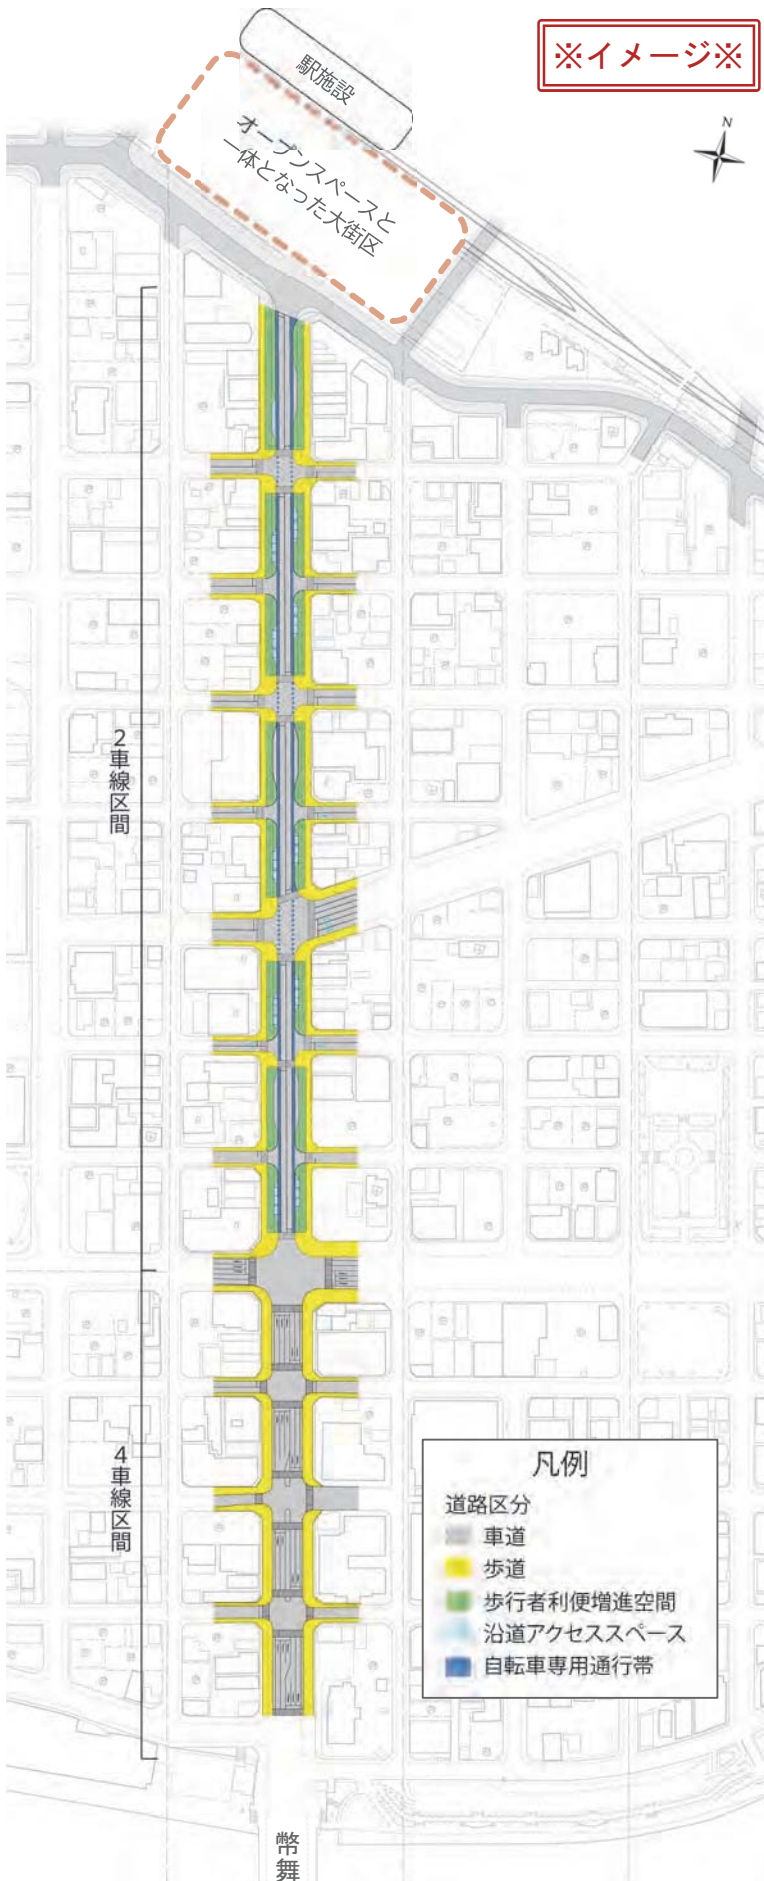 ※イメージ※
駅施設
オープンスペースと
一体となった大街区
N
2車線区間
4車線区間
凡例
道路区分
車道
歩道
歩行者利便増進空間
沿道アクセススペース
自転車専用通行帯
幣舞